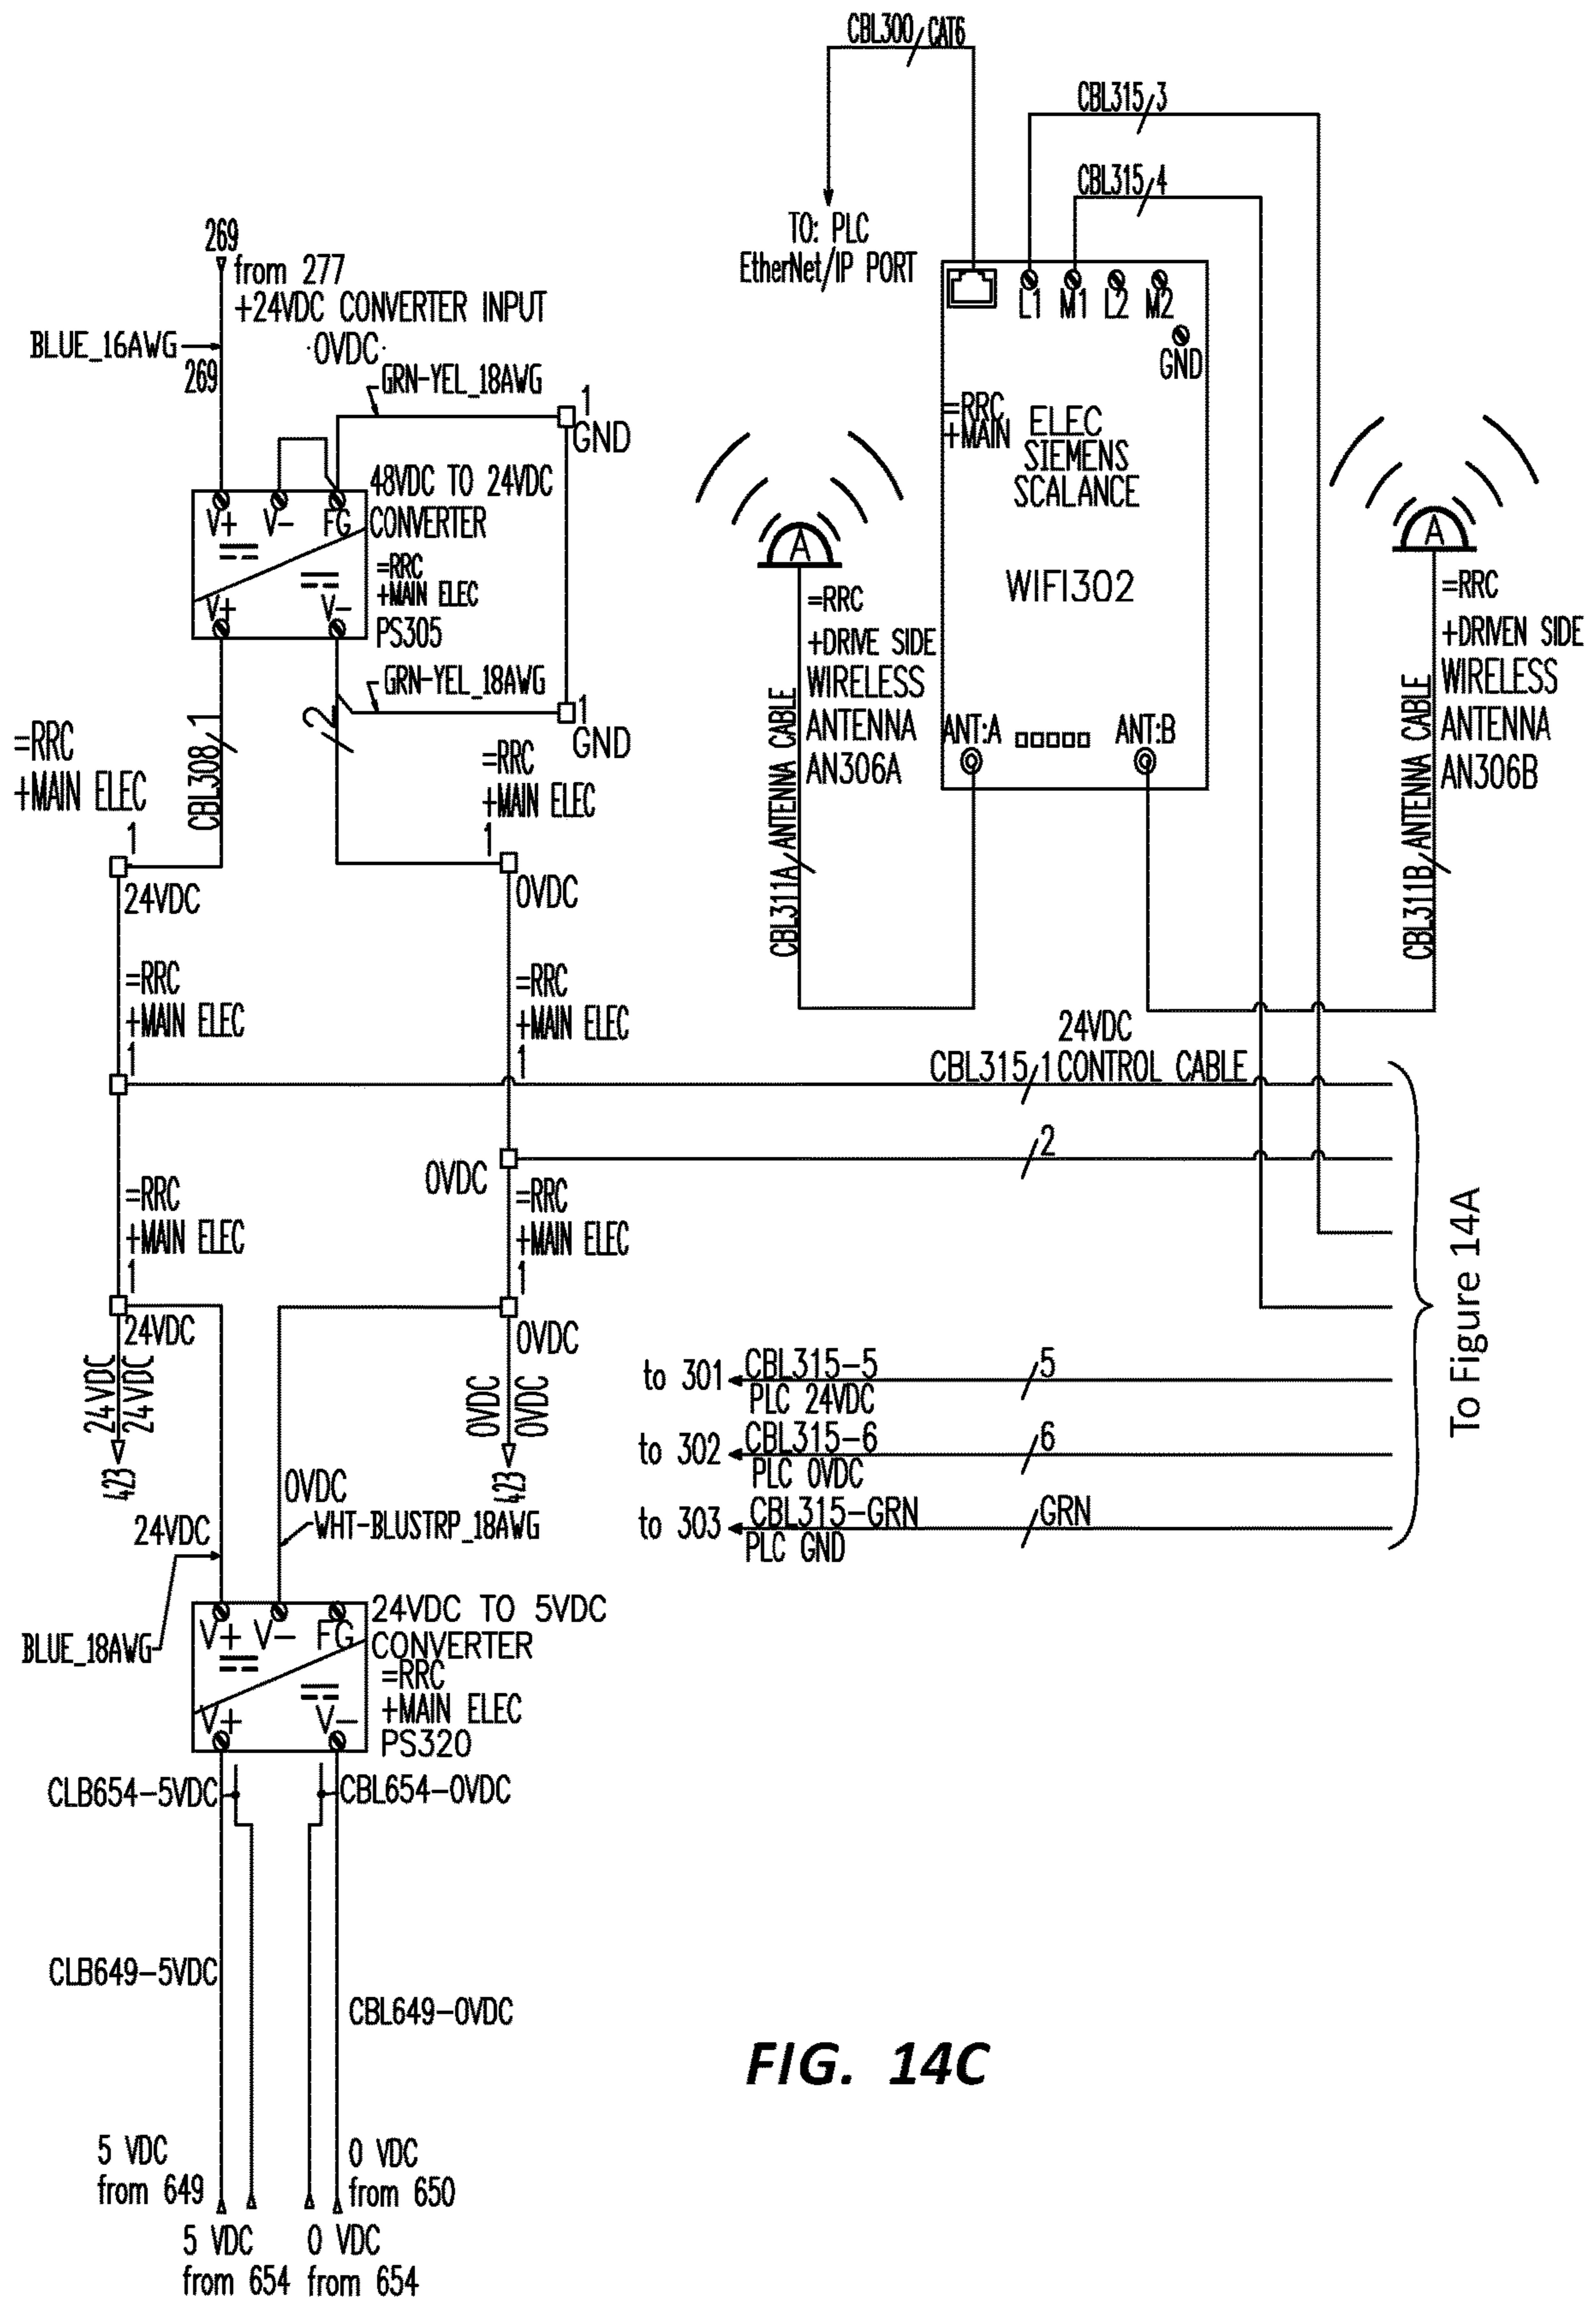 CBL300/CAT6
CBL315/3
CBL315/4
TO: PLC
EtherNet/IP PORT
L1 M1 L2 M2
GND
=RRC
+MAIN ELEC
SIEMENS
SCALANCE
WIFI302
ANT:A
ANT:B
269
from 277
+24VDC CONVERTER INPUT
0VDC
BLUE_16AWG
269
GRN-YEL_18AWG
1
GND
V+ V- FG
48VDC TO 24VDC
CONVERTER
=RRC
+MAIN ELEC
PS305
V+ V-
GRN-YEL_18AWG
1
GND
CBL308
1
2
=RRC
+MAIN ELEC
1
24VDC
=RRC
+MAIN ELEC
1
0VDC
A
=RRC
+DRIVE SIDE
WIRELESS
ANTENNA
AN306A
CBL311A/ANTENNA CABLE
A
=RRC
+DRIVEN SIDE
WIRELESS
ANTENNA
AN306B
CBL311B/ANTENNA CABLE
=RRC
+MAIN ELEC
1
=RRC
+MAIN ELEC
1
24VDC
CBL315/1 CONTROL CABLE
2
0VDC
=RRC
+MAIN ELEC
1
24VDC
=RRC
+MAIN ELEC
1
0VDC
24VDC
24VDC
423
0VDC
0VDC
423
to 301
CBL315-5
5
PLC 24VDC
to 302
CBL315-6
6
PLC 0VDC
to 303
CBL315-GRN
GRN
PLC GND
To Figure 14A
24VDC
0VDC
WHT-BLUSTRP_18AWG
BLUE_18AWG
V+ V- FG
24VDC TO 5VDC
CONVERTER
=RRC
+MAIN ELEC
PS320
V+ V-
CLB654-5VDC
CBL654-0VDC
CLB649-5VDC
CBL649-0VDC
5 VDC
from 649
0 VDC
from 650
5 VDC
from 654
0 VDC
from 654
FIG. 14C